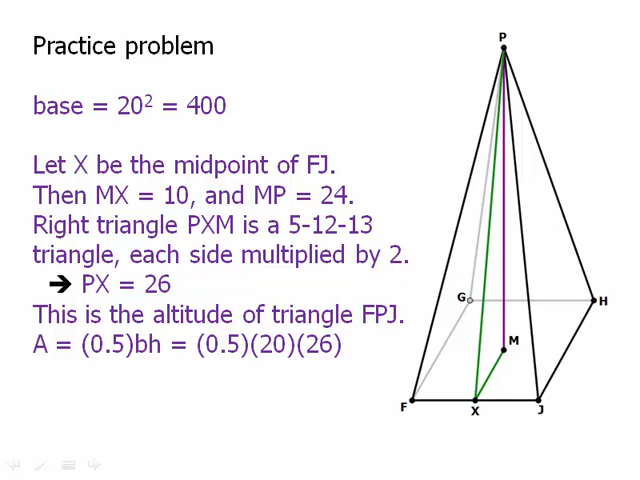 Practice problem
base = 20² = 400
Let X be the midpoint of FJ.
Then MX = 10, and MP = 24.
Right triangle PXM is a 5-12-13
triangle, each side multiplied by 2.
➔ PX = 26
This is the altitude of triangle FPJ.
A = (0.5)bh = (0.5)(20)(26)
P
G
H
M
F
X
J